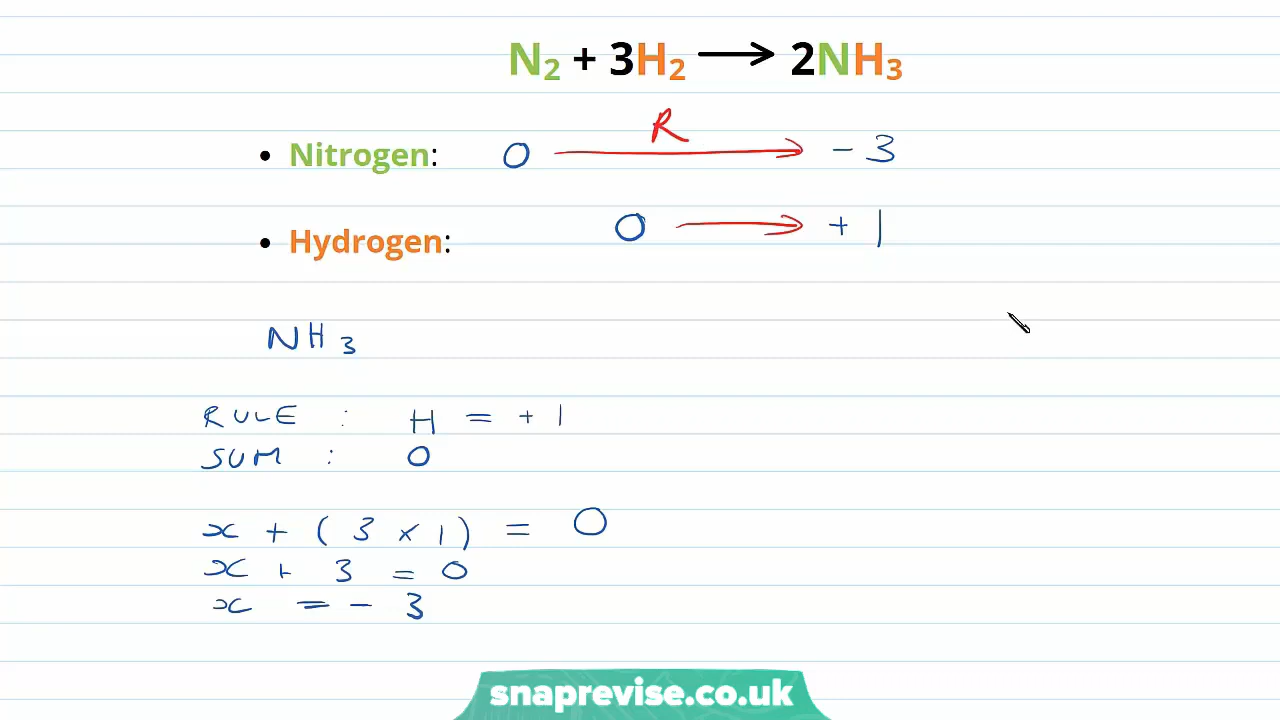 N₂ + 3H₂ ⟶ 2NH₃
R
• Nitrogen: 0 ⟶ - 3
• Hydrogen: 0 ⟶ + 1
NH₃
RULE : H = + 1
SUM : 0
x + ( 3 × 1 ) = 0
x + 3 = 0
x = - 3
snaprevise.co.uk